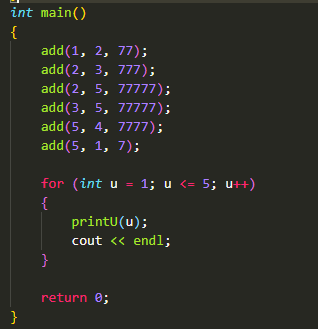 int main()
{
    add(1, 2, 77);
    add(2, 3, 777);
    add(2, 5, 77777);
    add(3, 5, 77777);
    add(5, 4, 7777);
    add(5, 1, 7);

    for (int u = 1; u <= 5; u++)
    {
        printU(u);
        cout << endl;
    }

    return 0;
}